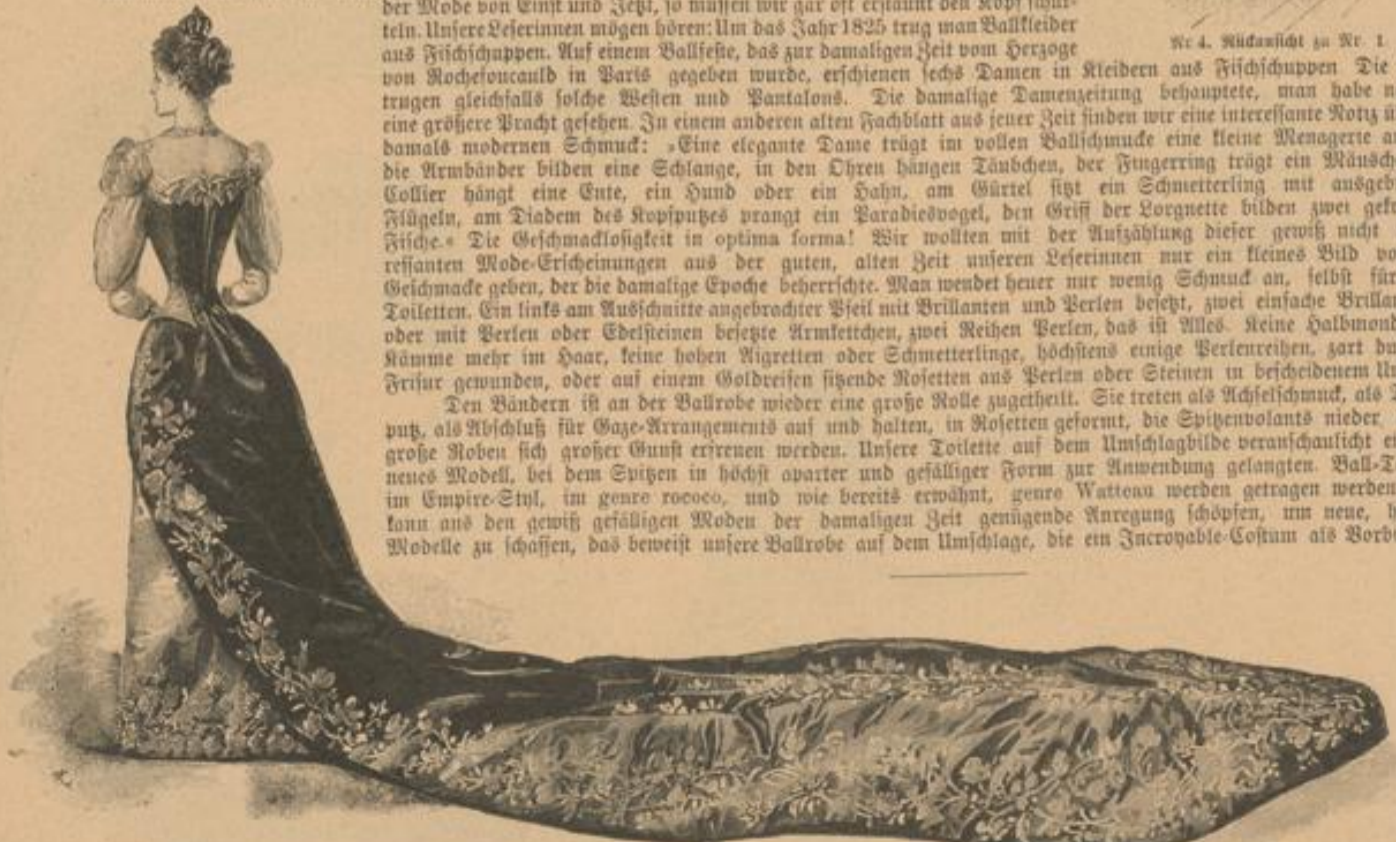 der Mode von Einst und Jetzt, so müssen wir gar oft erstaunt den Kopf schüt-
teln. Unsere Leserinnen mögen hören: Um das Jahr 1825 trug man Ballkleider
aus Fischschuppen. Auf einem Ballfeste, das zur damaligen Zeit vom Herzoge
Nr 4. Rückansicht zu Nr. 1
von Rochefoucauld in Paris gegeben wurde, erschienen sechs Damen in Kleidern aus Fischschuppen Die
trugen gleichfalls solche Westen und Pantalons. Die damalige Damenzeitung behauptete, man habe n
eine größere Pracht gesehen. In einem anderen alten Fachblatt aus jener Zeit finden wir eine interessante Notiz ü
damals modernen Schmuck: »Eine elegante Dame trägt im vollen Ballschmucke eine kleine Menagerie a
die Armbänder bilden eine Schlange, in den Ohren hängen Täubchen, der Fingerring trägt ein Mäusch
Collier hängt eine Ente, ein Hund oder ein Hahn, am Gürtel sitzt ein Schmetterling mit ausgeb
Flügeln, am Diadem des Kopfputzes prangt ein Paradiesvogel, den Griff der Lorgnette bilden zwei gek
Fische.« Die Geschmacklosigkeit in optima forma! Wir wollten mit der Aufzählung dieser gewiß nicht
ressanten Mode-Erscheinungen aus der guten, alten Zeit unseren Leserinnen nur ein kleines Bild vo
Geschmacke geben, der die damalige Epoche beherrschte. Man wendet heuer nur wenig Schmuck an, selbst für
Toiletten. Ein links am Ausschnitte angebrachter Pfeil mit Brillanten und Perlen besetzt, zwei einfache Brilla
oder mit Perlen oder Edelsteinen besetzte Armkettchen, zwei Reihen Perlen, das ist Alles. Keine Halbmon
Kämme mehr im Haar, keine hohen Aigretten oder Schmetterlinge, höchstens einige Perlenreihen, zart du
Frisur gewunden, oder auf einem Goldreifen sitzende Rosetten aus Perlen oder Steinen in bescheidenem Um
Den Bändern ist an der Ballrobe wieder eine große Rolle zugetheilt. Sie treten als Achselschmuck, als
putz, als Abschluß für Gaze-Arrangements auf und halten, in Rosetten geformt, die Spitzenvolants nieder
große Roben sich großer Gunst erfreuen werden. Unsere Toilette auf dem Umschlagbilde veranschaulicht e
neues Modell, bei dem Spitzen in höchst aparter und gefälliger Form zur Anwendung gelangten. Ball-T
im Empire-Styl, im genre rococo, und wie bereits erwähnt, genre Watteau werden getragen werden
kann aus den gewiß gefälligen Moden der damaligen Zeit genügende Anregung schöpfen, um neue, h
Modelle zu schaffen, das beweist unsere Ballrobe auf dem Umschlage, die ein Incroyable-Costum als Vorb